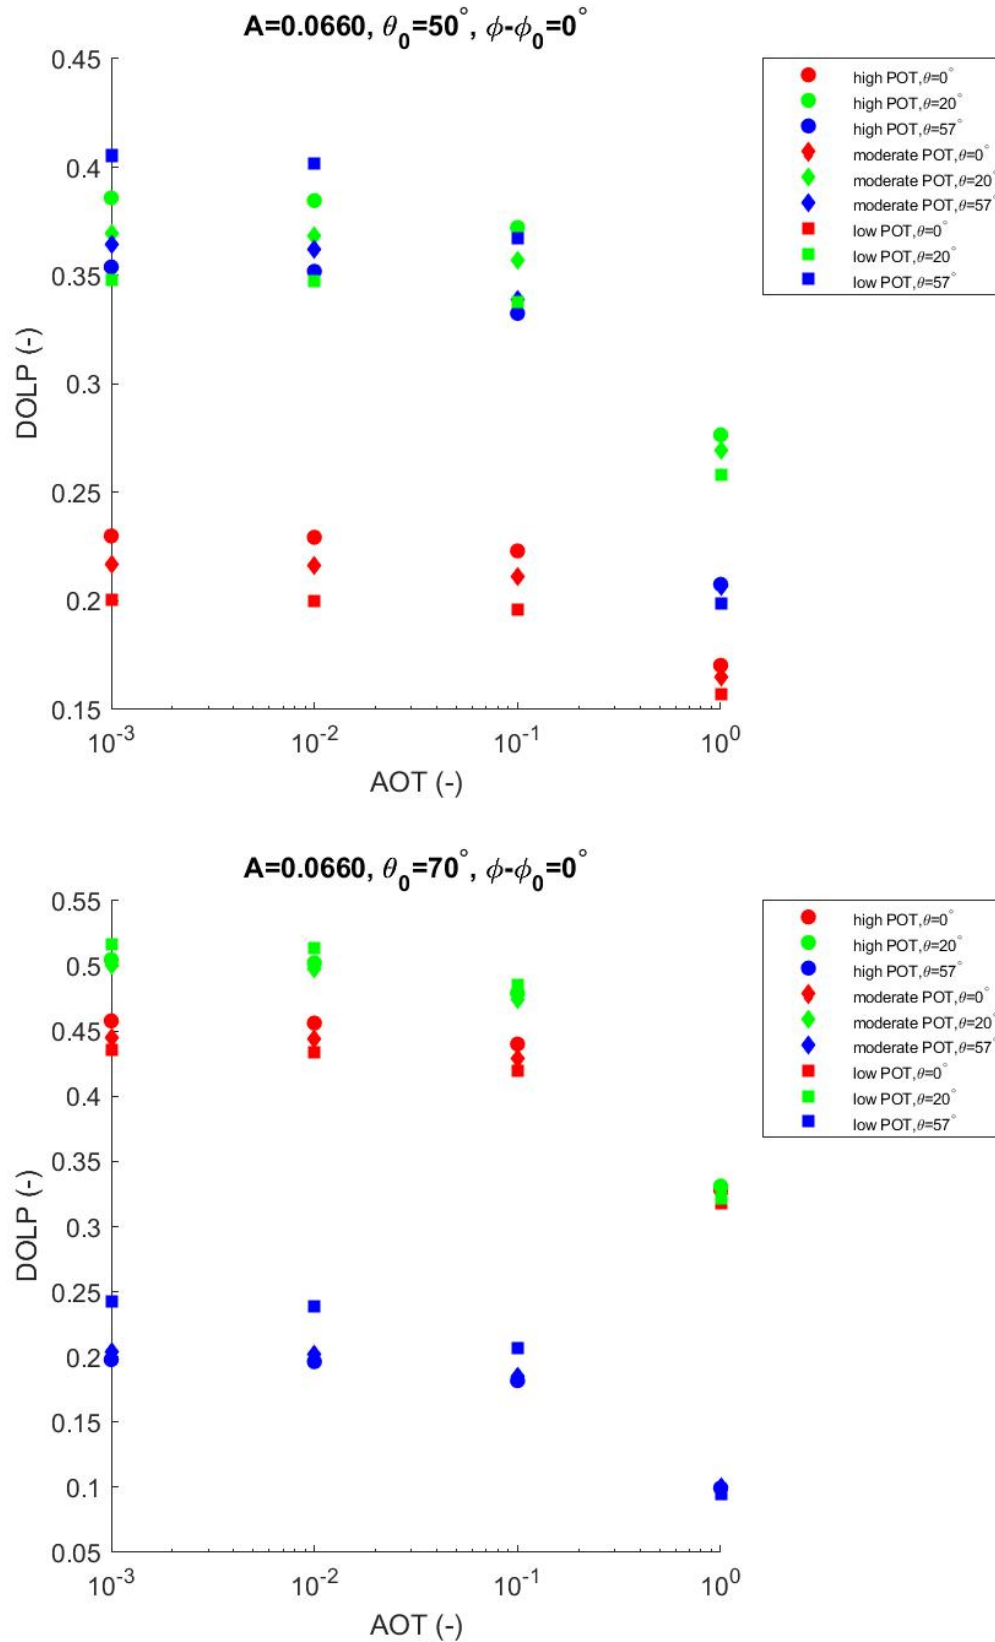 A=0.0660, θ₀=50°, ϕ-ϕ₀=0°
0.45
0.4
0.35
0.3
0.25
0.2
0.15
DOLP (-)
10⁻³ 10⁻² 10⁻¹ 10⁰
AOT (-)
high POT,θ=0°
high POT,θ=20°
high POT,θ=57°
moderate POT,θ=0°
moderate POT,θ=20°
moderate POT,θ=57°
low POT,θ=0°
low POT,θ=20°
low POT,θ=57°
A=0.0660, θ₀=70°, ϕ-ϕ₀=0°
0.55
0.5
0.45
0.4
0.35
0.3
0.25
0.2
0.15
0.1
0.05
DOLP (-)
10⁻³ 10⁻² 10⁻¹ 10⁰
AOT (-)
high POT,θ=0°
high POT,θ=20°
high POT,θ=57°
moderate POT,θ=0°
moderate POT,θ=20°
moderate POT,θ=57°
low POT,θ=0°
low POT,θ=20°
low POT,θ=57°